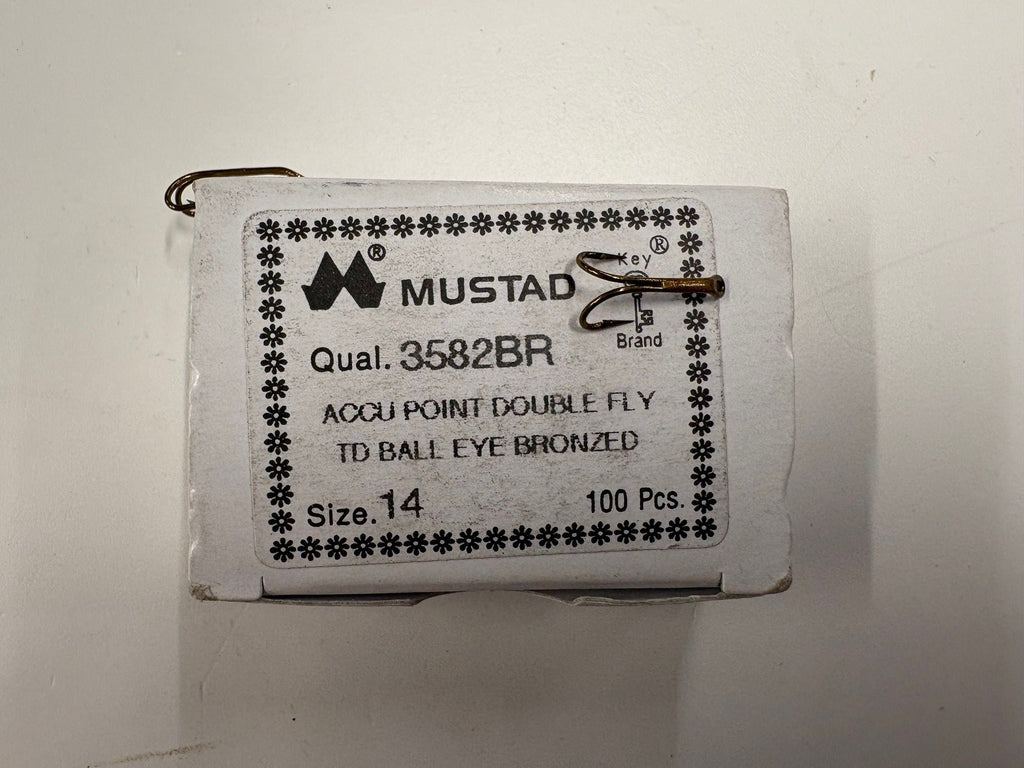 MUSTAD®
Key®
Brand
Qual. 3582BR
ACCU POINT DOUBLE FLY
TD BALL EYE BRONZED
Size. 14
100 Pcs.